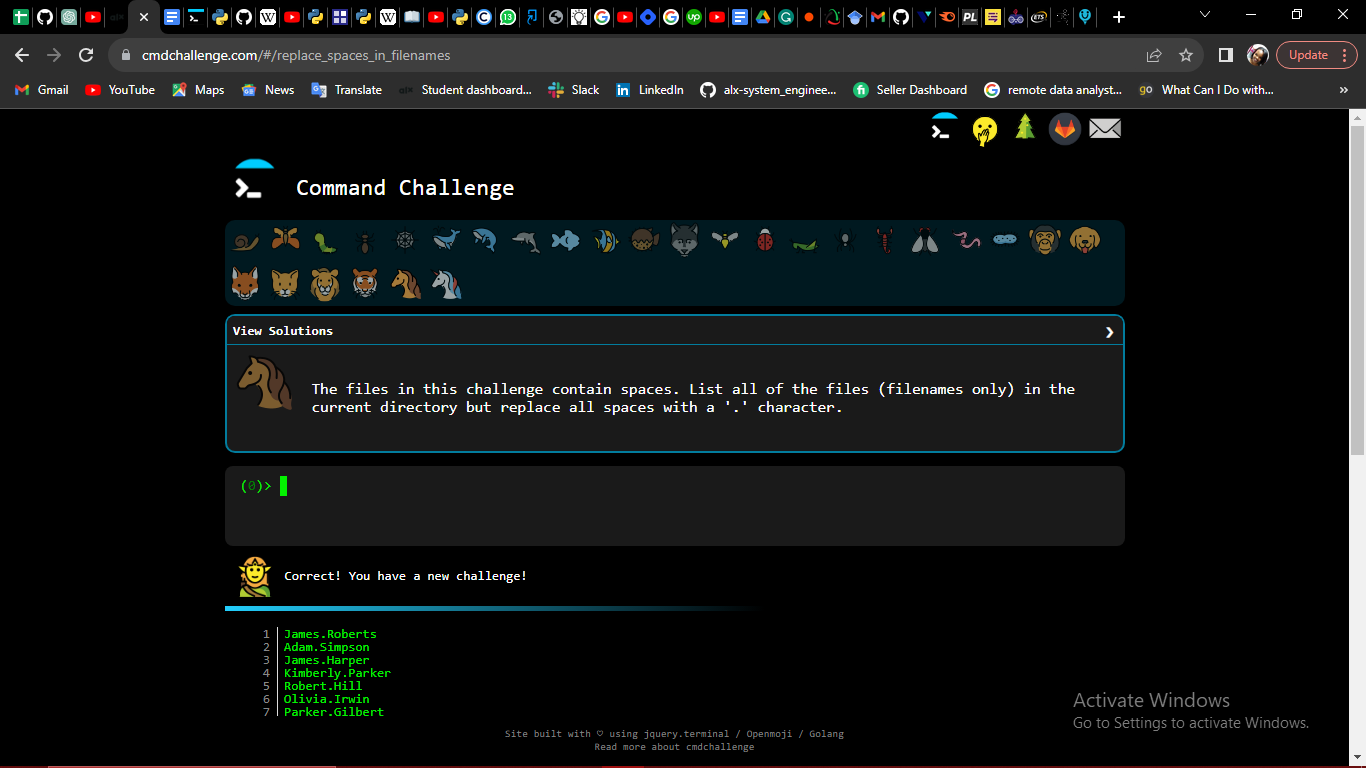 cmdchallenge.com/#/replace_spaces_in_filenames
Update
Gmail
YouTube
Maps
News
Translate
Student dashboard...
Slack
LinkedIn
alx-system_enginee...
Seller Dashboard
remote data analyst...
What Can I Do with...
Command Challenge
View Solutions
The files in this challenge contain spaces. List all of the files (filenames only) in the
current directory but replace all spaces with a '.' character.
(0)>
Correct! You have a new challenge!
1 James.Roberts
2 Adam.Simpson
3 James.Harper
4 Kimberly.Parker
5 Robert.Hill
6 Olivia.Irwin
7 Parker.Gilbert
Activate Windows
Go to Settings to activate Windows.
Site built with ♡ using jquery.terminal / Openmoji / Golang
Read more about cmdchallenge